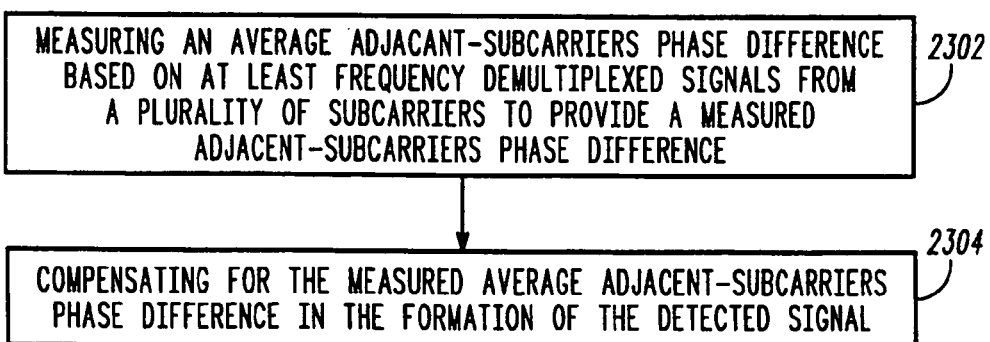 MEASURING AN AVERAGE ADJACANT-SUBCARRIERS PHASE DIFFERENCE
BASED ON AT LEAST FREQUENCY DEMULTIPLEXED SIGNALS FROM
A PLURALITY OF SUBCARRIERS TO PROVIDE A MEASURED
ADJACENT-SUBCARRIERS PHASE DIFFERENCE
2302
COMPENSATING FOR THE MEASURED AVERAGE ADJACENT-SUBCARRIERS
PHASE DIFFERENCE IN THE FORMATION OF THE DETECTED SIGNAL
2304